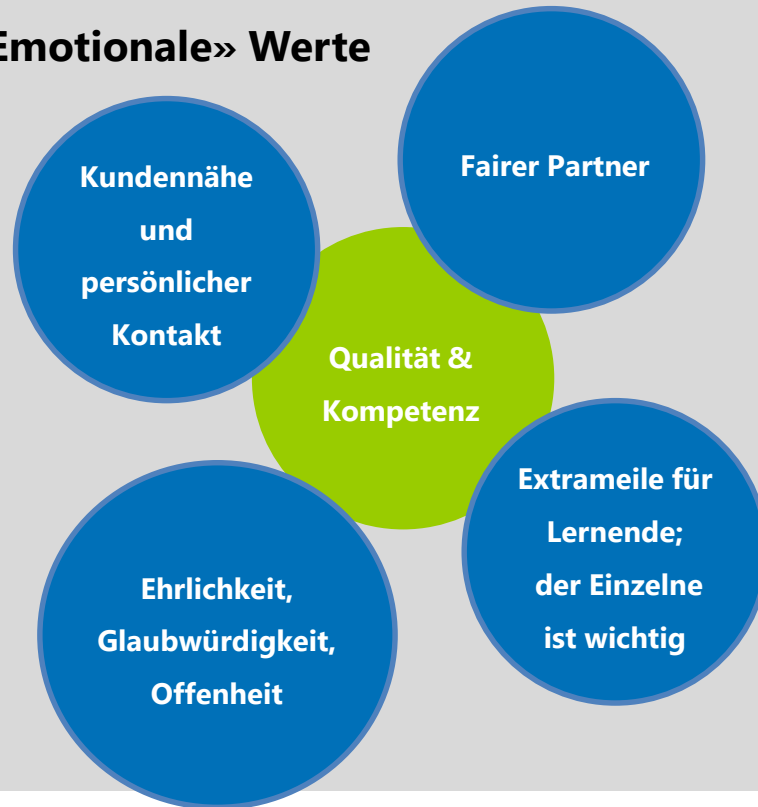 Emotionale» Werte
Kundennähe
und
persönlicher
Kontakt
Fairer Partner
Qualität &
Kompetenz
Extrameile für
Lernende;
der Einzelne
ist wichtig
Ehrlichkeit,
Glaubwürdigkeit,
Offenheit